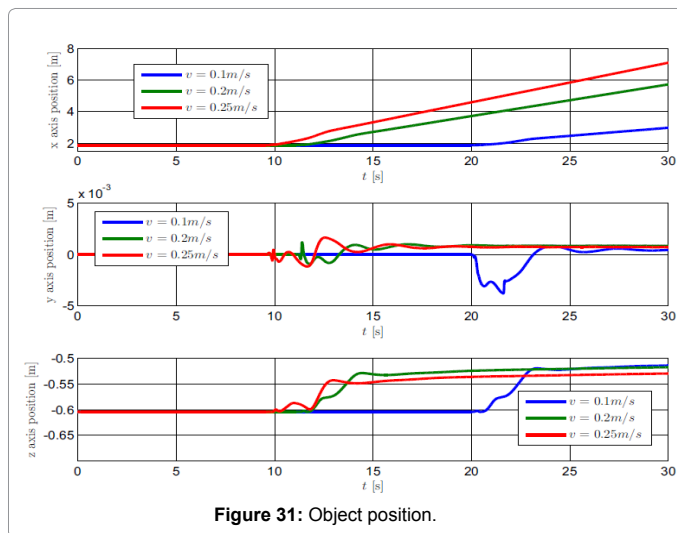 x axis position [m]
8
6
4
2
v = 0.1m/s
v = 0.2m/s
v = 0.25m/s
0 5 10 15 20 25 30
t [s]
x 10^-3
y axis position [m]
5
0
-5
v = 0.1m/s
v = 0.2m/s
v = 0.25m/s
0 5 10 15 20 25 30
t [s]
z axis position [m]
-0.5
-0.55
-0.6
-0.65
v = 0.1m/s
v = 0.2m/s
v = 0.25m/s
0 5 10 15 20 25 30
t [s]
Figure 31: Object position.